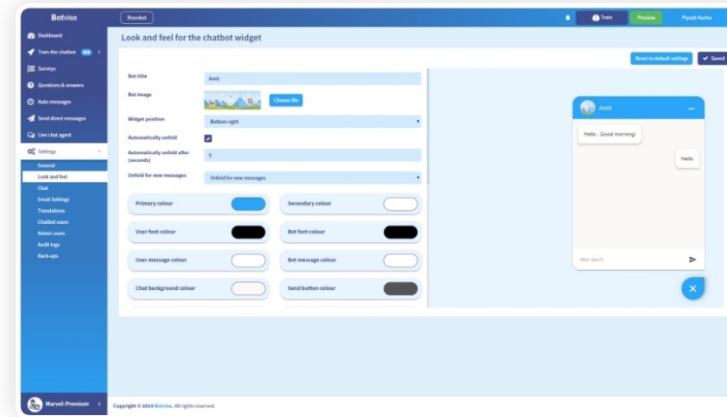 Botvisa
Branded
Train
Preview
Piyush Kacha
Dashboard
Train the chatbot
Surveys
Questions & answers
Auto messages
Send direct messages
Live chat agent
Settings
General
Look and feel
Chat
Email Settings
Translations
Chatbot users
Admin users
Audit logs
Back-ups
Marvel-Premium
Look and feel for the chatbot widget
Reset to default settings
Saved
Bot title
Amit
Bot image
Choose file
Widget position
Bottom right
Automatically unfold
Automatically unfold after
(seconds)
5
Unfold for new messages
Unfold for new messages
Primary colour
Secondary colour
User font colour
Bot font colour
User message colour
Bot message colour
Chat background colour
Send button colour
Amit
Hello.. Good morning!
Hello
Copyright © 2019 Botvisa. All rights reserved.